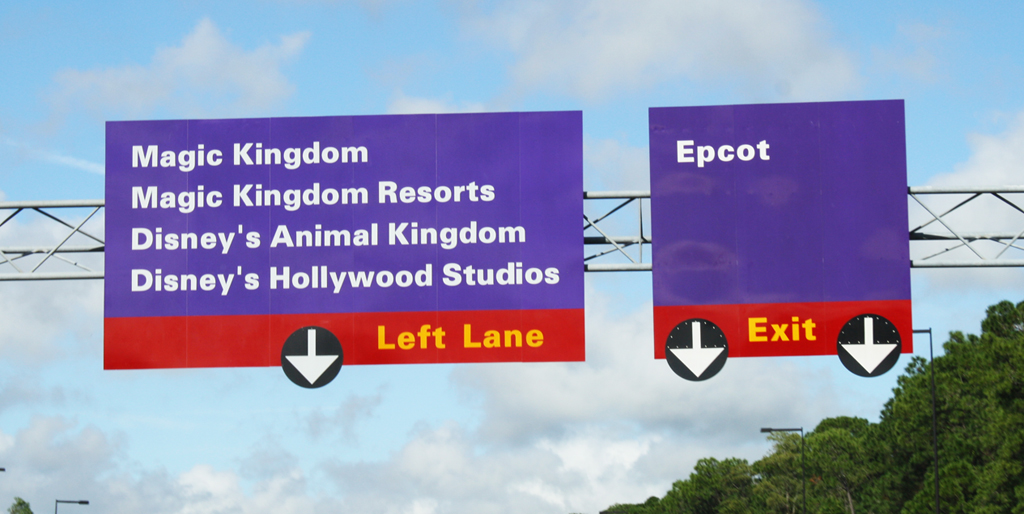 Magic Kingdom
Magic Kingdom Resorts
Disney's Animal Kingdom
Disney's Hollywood Studios
Left Lane
Epcot
Exit